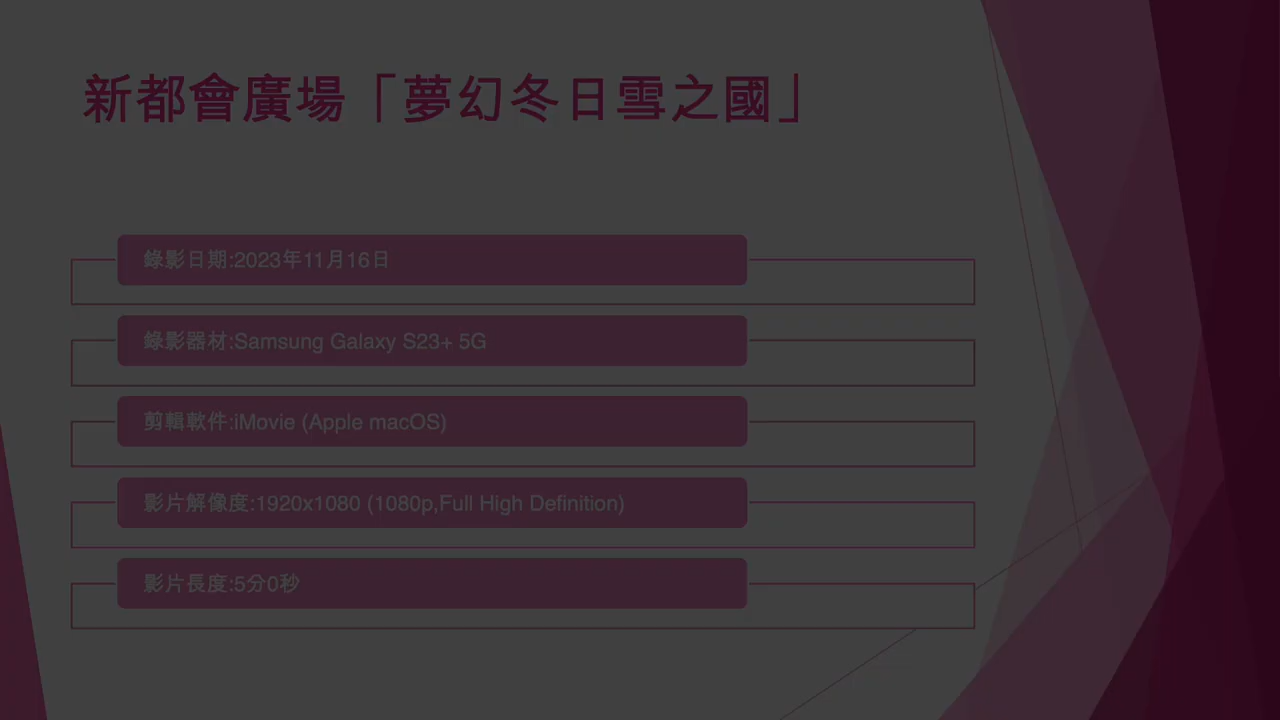 新都會廣場「夢幻冬日雪之國」
錄影日期:2023年11月16日
錄影器材:Samsung Galaxy S23+ 5G
剪輯軟件:iMovie (Apple macOS)
影片解像度:1920x1080 (1080p,Full High Definition)
影片長度:5分0秒